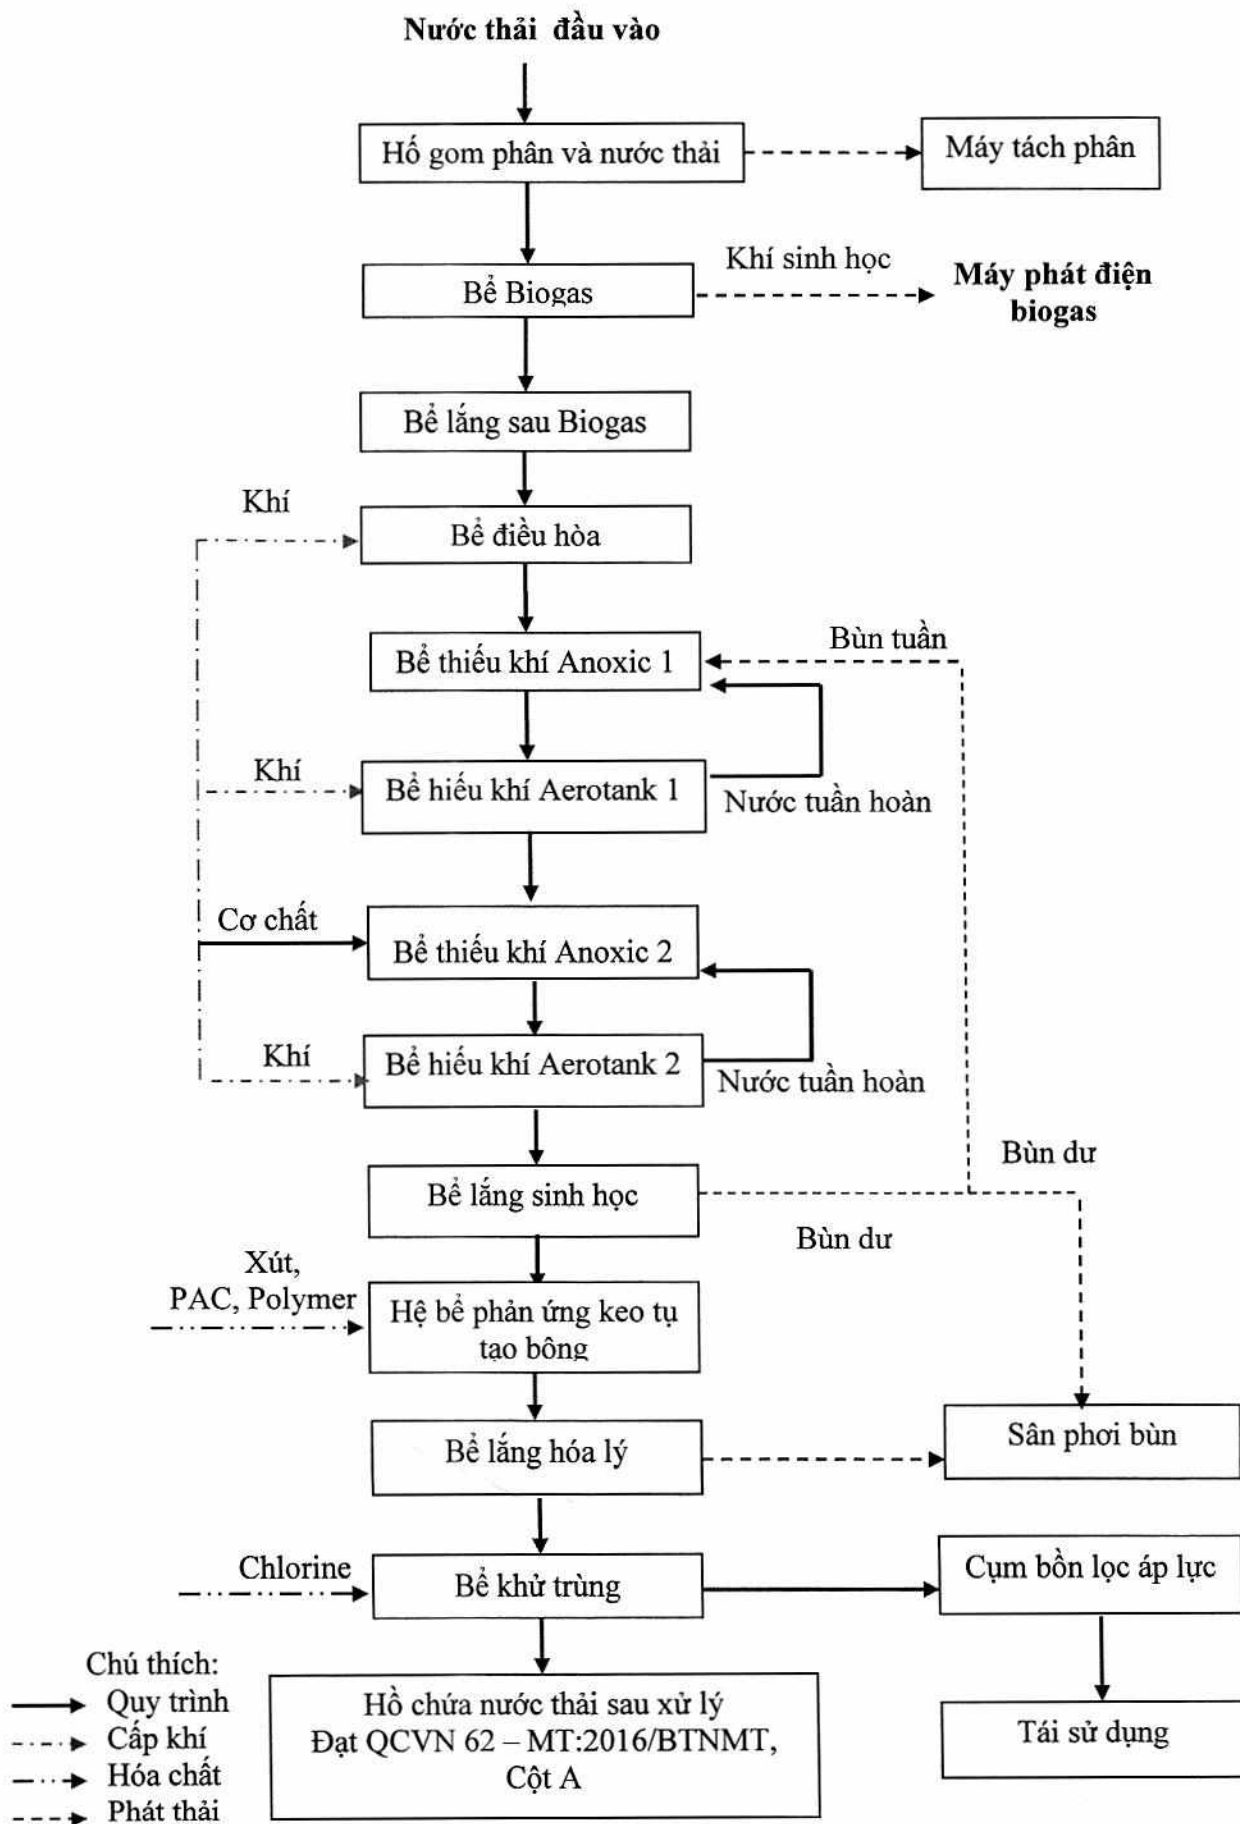 Nước thải đầu vào
Hố gom phân và nước thải
Máy tách phân
Khí sinh học
Bể Biogas
Máy phát điện
biogas
Bể lắng sau Biogas
Khí
Bể điều hòa
Bùn tuần
Bể thiếu khí Anoxic 1
Khí
Bể hiếu khí Aerotank 1
Nước tuần hoàn
Cơ chất
Bể thiếu khí Anoxic 2
Khí
Bể hiếu khí Aerotank 2
Nước tuần hoàn
Bùn dư
Bể lắng sinh học
Bùn dư
Xút,
PAC, Polymer
Hệ bể phản ứng keo tụ
tạo bông
Bể lắng hóa lý
Sân phơi bùn
Chlorine
Bể khử trùng
Cụm bồn lọc áp lực
Chú thích:
Quy trình
Cấp khí
Hóa chất
Phát thải
Hồ chứa nước thải sau xử lý
Đạt QCVN 62 – MT:2016/BTNMT,
Cột A
Tái sử dụng